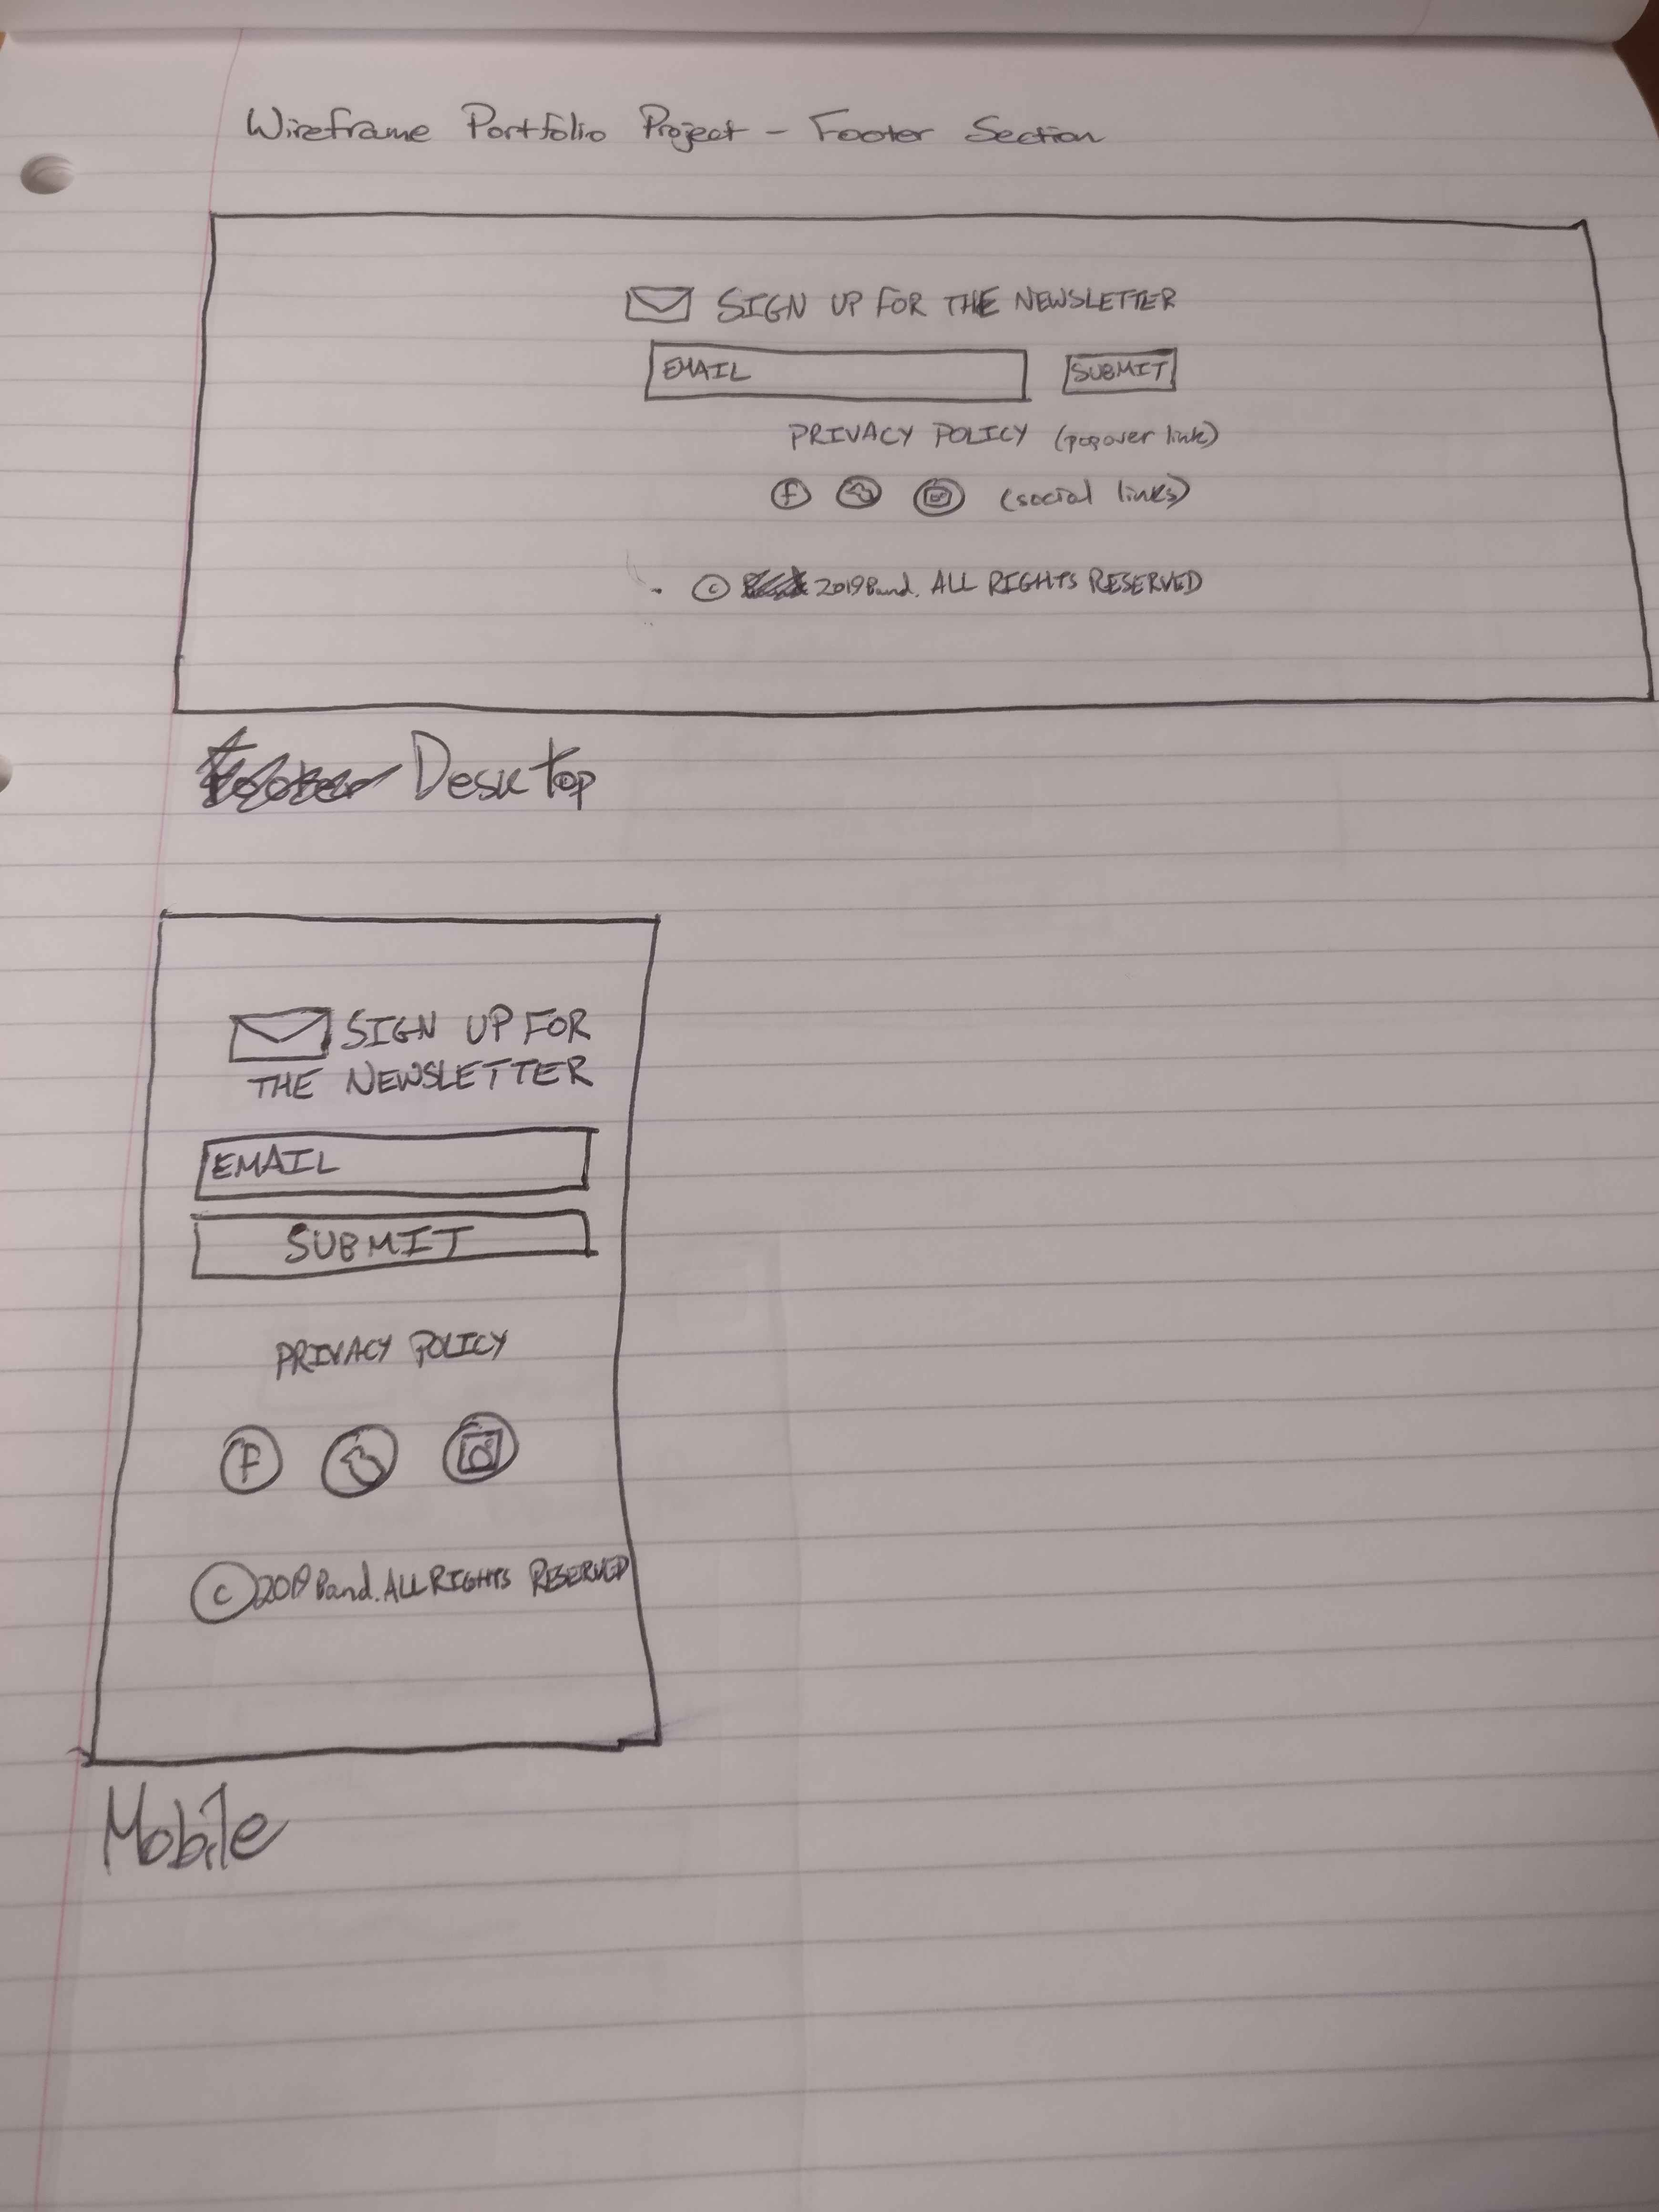 Wireframe Portfolio Project - Footer Section
SIGN UP FOR THE NEWSLETTER
EMAIL SUBMIT
PRIVACY POLICY (popover link)
f (social links)
© 2019 Band. ALL RIGHTS RESERVED
Desktop
SIGN UP FOR
THE NEWSLETTER
EMAIL
SUBMIT
PRIVACY POLICY
f
© 2019 Band. ALL RIGHTS RESERVED
Mobile